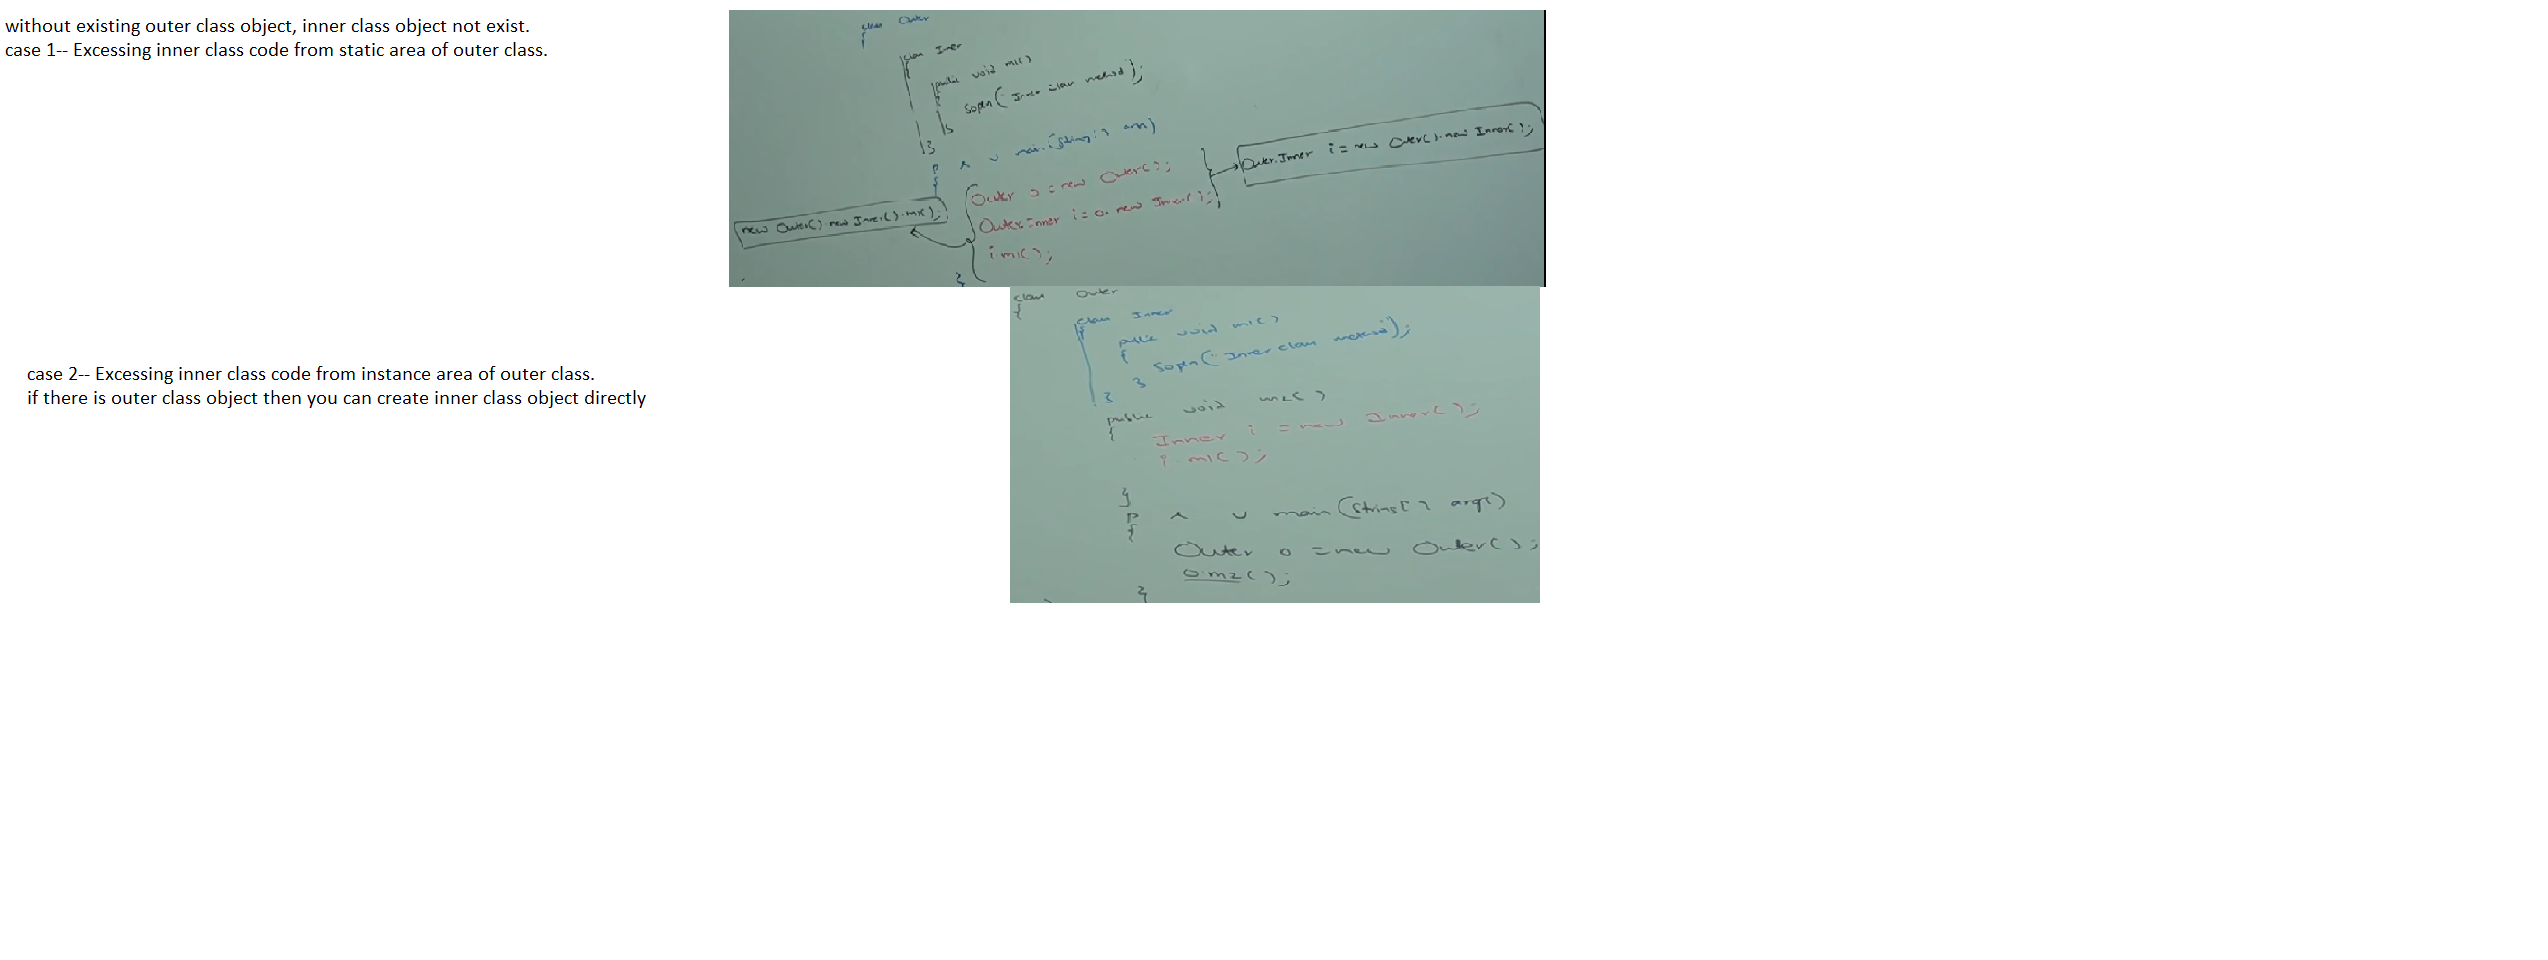 without existing outer class object, inner class object not exist.
case 1-- Excessing inner class code from static area of outer class.
class Outer
{
class Inner
{
public void m1()
{
Sopln("Inner class method");
}
}
p s v main(String[] args)
{
Outer o = new Outer();
Outer.Inner i = o.new Inner();
i.m1();
}
Outer.Inner i = new Outer().new Inner();
new Outer().new Inner().m1();
case 2-- Excessing inner class code from instance area of outer class.
if there is outer class object then you can create inner class object directly
class Outer
{
class Inner
{
public void m1()
{
Sopln("Inner class method");
}
}
public void m2()
{
Inner i = new Inner();
i.m1();
}
p s v main(String[] args)
{
Outer o = new Outer();
o.m2();
}